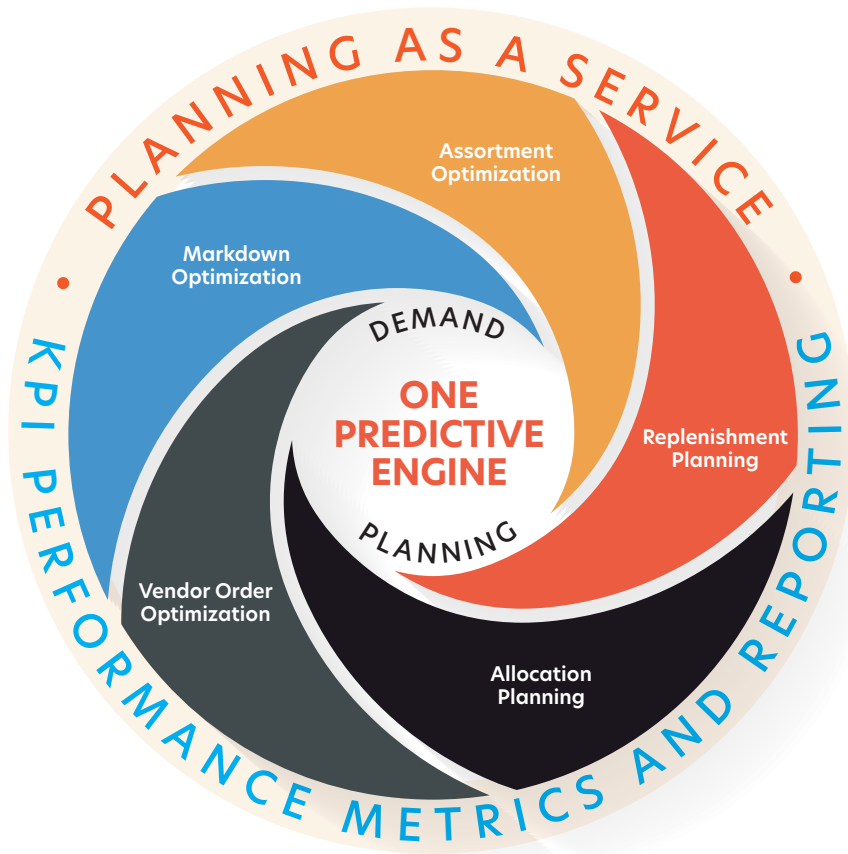 PLANNING AS A SERVICE
Assortment
Optimization
Markdown
Optimization
DEMAND
ONE
PREDICTIVE
ENGINE
PLANNING
Replenishment
Planning
Vendor Order
Optimization
Allocation
Planning
KPI PERFORMANCE METRICS AND REPORTING